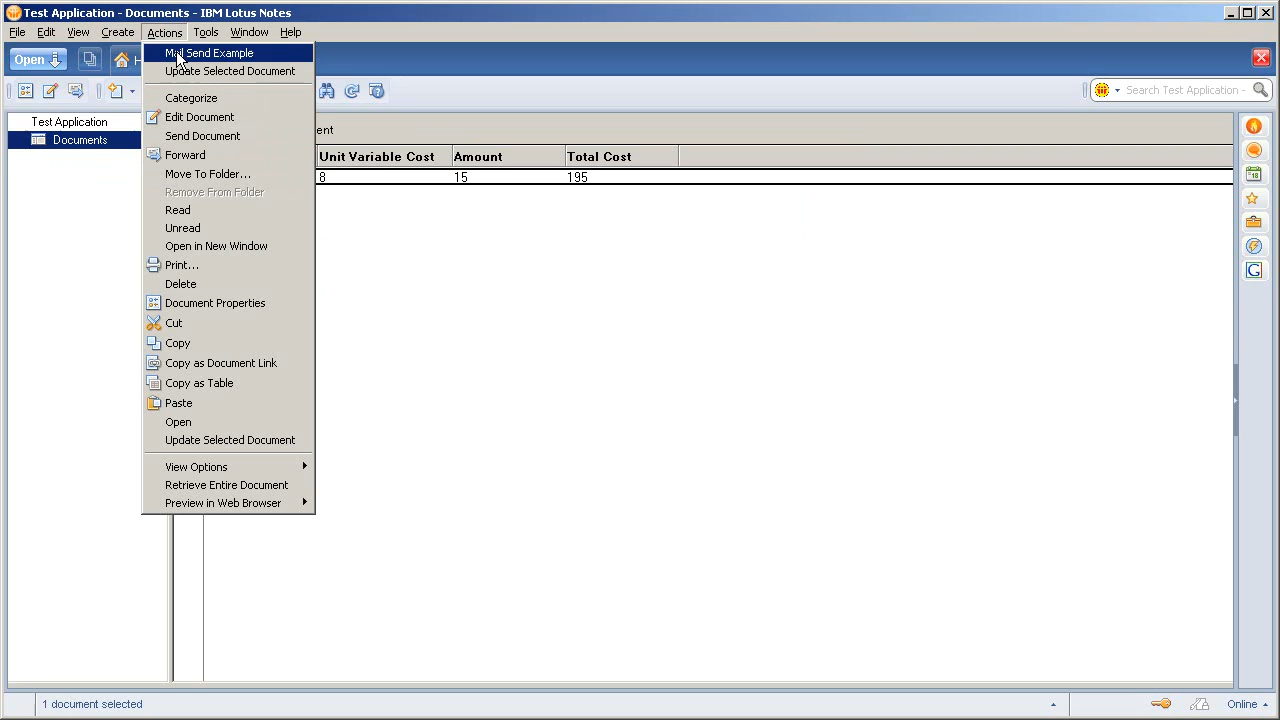 Test Application - Documents - IBM Lotus Notes
File Edit View Create Actions Tools Window Help
Open
Search Test Application -
Mail Send Example
Update Selected Document
Categorize
Edit Document
Send Document
Forward
Move To Folder...
Remove From Folder
Read
Unread
Open in New Window
Print...
Delete
Document Properties
Cut
Copy
Copy as Document Link
Copy as Table
Paste
Open
Update Selected Document
View Options
Retrieve Entire Document
Preview in Web Browser
Test Application
Documents
ent
Unit Variable Cost Amount Total Cost
8 15 195
18
G
1 document selected
Online